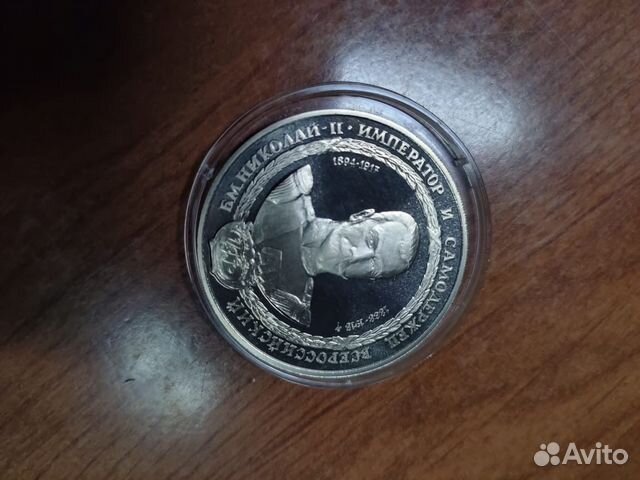 Б.М. НИКОЛАЙ-II · ИМПЕРАТОР И САМОДЕРЖЕЦ ВСЕРОССИЙСКИЙ
1894-1917
Avito